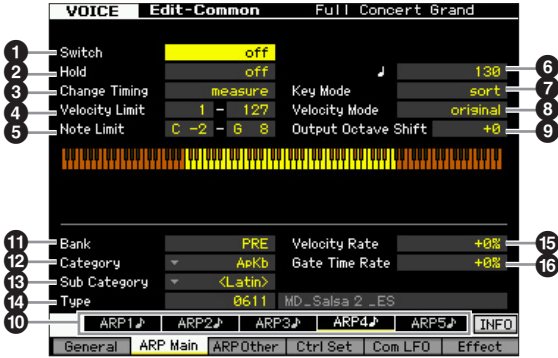 VOICE Edit-Common Full Concert Grand
1 Switch off
2 Hold off ♩ 130 6
3 Change Timing measure Key Mode sort 7
4 Velocity Limit 1 - 127 Velocity Mode original 8
5 Note Limit C -2 - G 8 Output Octave Shift +0 9
11 Bank PRE Velocity Rate +0% 15
12 Category ApKb Gate Time Rate +0% 16
13 Sub Category <Latin>
14 Type 0611 MD_Salsa 2 _ES
10 ARP1♪ ARP2♪ ARP3♪ ARP4♪ ARP5♪ INFO
General ARP Main ARP Other Ctrl Set Com LFO Effect